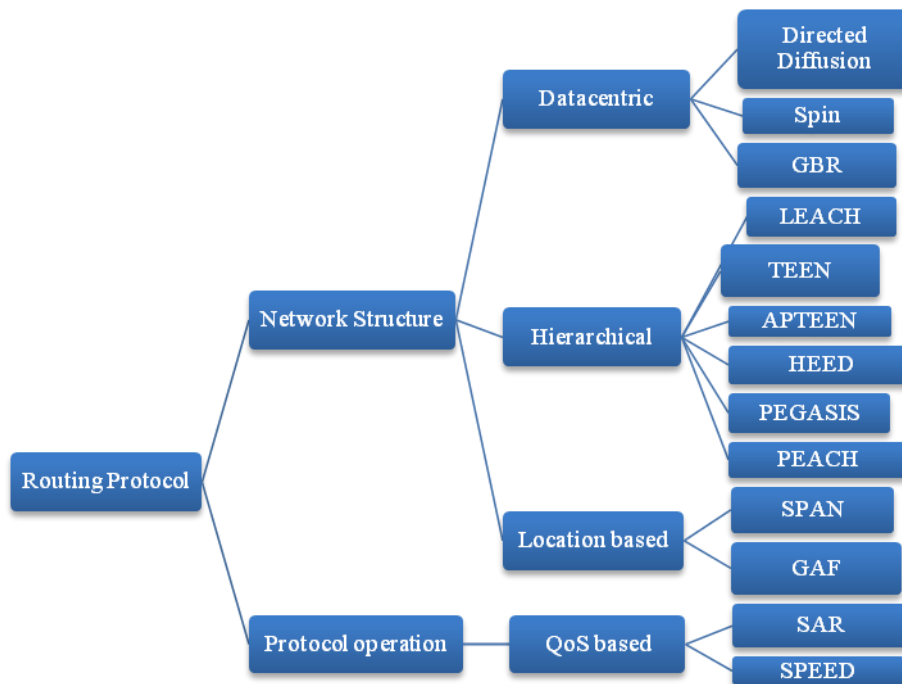 Routing Protocol
Network Structure
Protocol operation
Datacentric
Hierarchical
Location based
QoS based
Directed
Diffusion
Spin
GBR
LEACH
TEEN
APTEEN
HEED
PEGASIS
PEACH
SPAN
GAF
SAR
SPEED